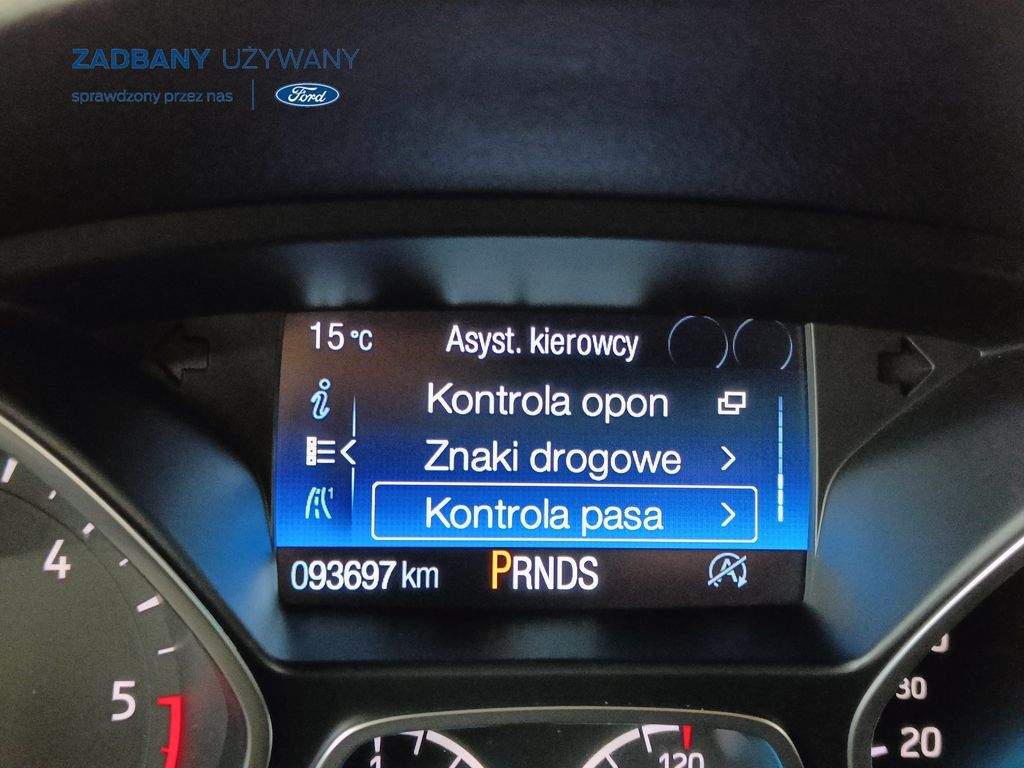 ZADBANY UŻYWANY
sprawdzony przez nas
Ford
15 °C
Asyst. kierowcy
Kontrola opon
Znaki drogowe
Kontrola pasa
093697 km
PRNDS
4
5
1
120
30
20